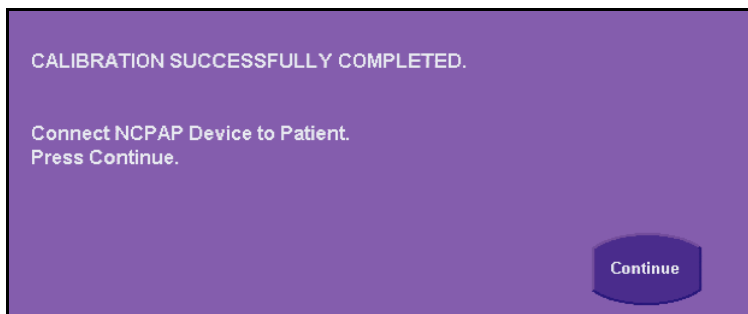 CALIBRATION SUCCESSFULLY COMPLETED.
Connect NCPAP Device to Patient.
Press Continue.
Continue